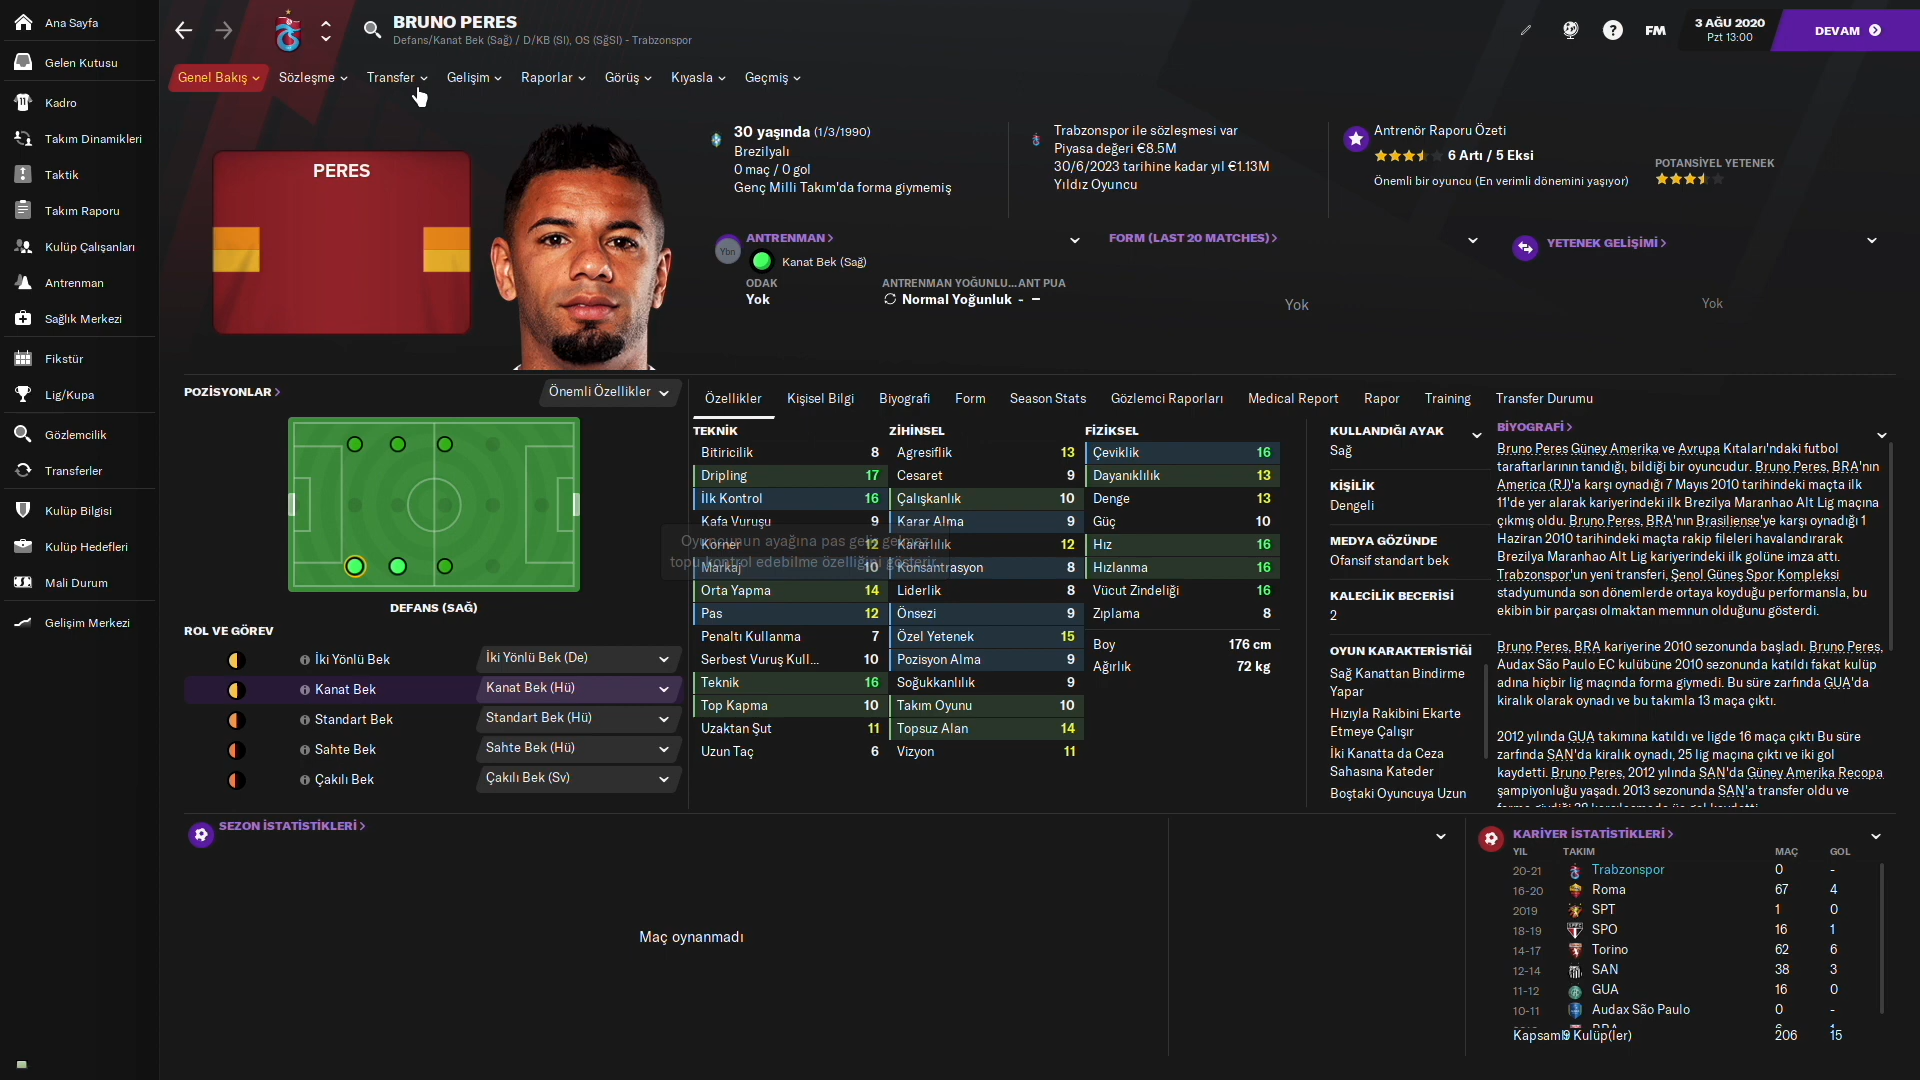 Ana Sayfa
Gelen Kutusu
Kadro
Takım Dinamikleri
Taktik
Takım Raporu
Kulüp Çalışanları
Antrenman
Sağlık Merkezi
Fikstür
Lig/Kupa
Gözlemcilik
Transferler
Kulüp Bilgisi
Kulüp Hedefleri
Mali Durum
Gelişim Merkezi
BRUNO PERES
Defans/Kanat Bek (Sağ) / D/KB (Sl), OS (SğSl) - Trabzonspor
FM
3 AĞU 2020
Pzt 13:00
DEVAM
Genel Bakış Sözleşme Transfer Gelişim Raporlar Görüş Kıyasla Geçmiş
PERES
30 yaşında (1/3/1990)
Brezilyalı
0 maç / 0 gol
Genç Milli Takım'da forma giymemiş
Trabzonspor ile sözleşmesi var
Piyasa değeri €8.5M
30/6/2023 tarihine kadar yıl €1.13M
Yıldız Oyuncu
Antrenör Raporu Özeti
6 Artı / 5 Eksi
Önemli bir oyuncu (En verimli dönemini yaşıyor)
POTANSİYEL YETENEK
Ybn
ANTRENMAN
Kanat Bek (Sağ)
ODAK
Yok
ANTRENMAN YOĞUNLU... ANT PUA
Normal Yoğunluk - –
FORM (LAST 20 MATCHES)
Yok
YETENEK GELİŞİMİ
Yok
POZİSYONLAR
Önemli Özellikler
DEFANS (SAĞ)
ROL VE GÖREV
İki Yönlü Bek İki Yönlü Bek (De)
Kanat Bek Kanat Bek (Hü)
Standart Bek Standart Bek (Hü)
Sahte Bek Sahte Bek (Hü)
Çakılı Bek Çakılı Bek (Sv)
Özellikler Kişisel Bilgi Biyografi Form Season Stats Gözlemci Raporları Medical Report Rapor Training Transfer Durumu
TEKNİK
Bitiricilik 8
Dripling 17
İlk Kontrol 16
Kafa Vuruşu 9
Korner 12
Markaj 10
Orta Yapma 14
Pas 12
Penaltı Kullanma 7
Serbest Vuruş Kull... 10
Teknik 16
Top Kapma 10
Uzaktan Şut 11
Uzun Taç 6
ZİHİNSEL
Agresiflik 13
Cesaret 9
Çalışkanlık 10
Karar Alma 9
Kararlılık 12
Konsantrasyon 8
Liderlik 8
Önsezi 9
Özel Yetenek 15
Pozisyon Alma 9
Soğukkanlılık 9
Takım Oyunu 10
Topsuz Alan 14
Vizyon 11
Oyuncunun ayağına pas gelip gelmez
topu kontrol edebilme özelliğini gösterir.
FİZİKSEL
Çeviklik 16
Dayanıklılık 13
Denge 13
Güç 10
Hız 16
Hızlanma 16
Vücut Zindeliği 16
Zıplama 8
Boy 176 cm
Ağırlık 72 kg
KULLANDIĞI AYAK
Sağ
KİŞİLİK
Dengeli
MEDYA GÖZÜNDE
Ofansif standart bek
KALECİLİK BECERİSİ
2
OYUN KARAKTERİSTİĞİ
Sağ Kanattan Bindirme
Yapar
Hızıyla Rakibini Ekarte
Etmeye Çalışır
İki Kanatta da Ceza
Sahasına Kateder
Boştaki Oyuncuya Uzun
BİYOGRAFİ
Bruno Peres Güney Amerika ve Avrupa Kıtaları'ndaki futbol
taraftarlarının tanıdığı, bildiği bir oyuncudur. Bruno Peres, BRA'nın
America (RJ)'a karşı oynadığı 7 Mayıs 2010 tarihindeki maçta ilk
11'de yer alarak kariyerindeki ilk Brezilya Maranhao Alt Lig maçına
çıkmış oldu. Bruno Peres, BRA'nın Brasiliense'ye karşı oynadığı 1
Haziran 2010 tarihindeki maçta rakip fileleri havalandırarak
Brezilya Maranhao Alt Lig kariyerindeki ilk golüne imza attı.
Trabzonspor'un yeni transferi, Şenol Güneş Spor Kompleksi
stadyumunda son dönemlerde ortaya koyduğu performansla, bu
ekibin bir parçası olmaktan memnun olduğunu gösterdi.
Bruno Peres, BRA kariyerine 2010 sezonunda başladı. Bruno Peres,
Audax São Paulo EC kulübüne 2010 sezonunda katıldı fakat kulüp
adına hiçbir lig maçında forma giymedi. Bu süre zarfında GUA'da
kiralık olarak oynadı ve bu takımla 13 maça çıktı.
2012 yılında GUA takımına katıldı ve ligde 16 maça çıktı Bu süre
zarfında SAN'da kiralık oynadı, 25 lig maçına çıktı ve iki gol
kaydetti. Bruno Peres, 2012 yılında SAN'da Güney Amerika Recopa
şampiyonluğu yaşadı. 2013 sezonunda SAN'a transfer oldu ve
SEZON İSTATİSTİKLERİ
Maç oynanmadı
KARİYER İSTATİSTİKLERİ
YIL TAKIM MAÇ GOL
20-21 Trabzonspor 0 -
16-20 Roma 67 4
2019 SPT 1 0
18-19 SPO 16 1
14-17 Torino 62 6
12-14 SAN 38 3
11-12 GUA 16 0
10-11 Audax São Paulo 0 -
9 Kulüp(ler) 206 15